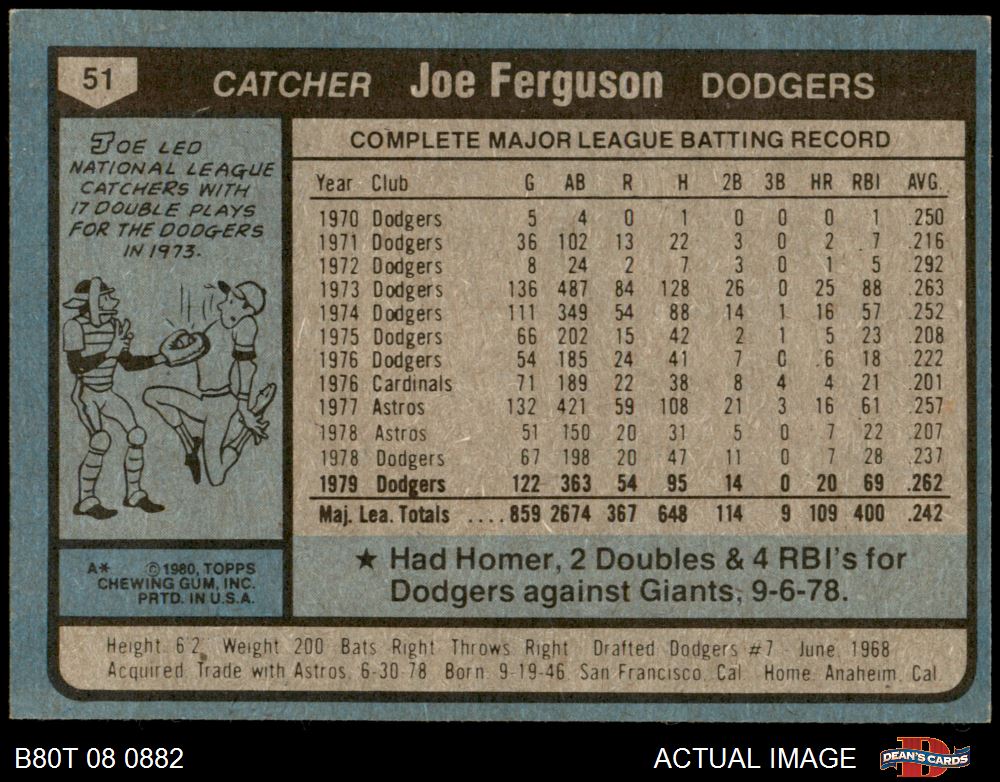 51 CATCHER Joe Ferguson DODGERS
JOE LED
NATIONAL LEAGUE
CATCHERS WITH
17 DOUBLE PLAYS
FOR THE DODGERS
IN 1973.
COMPLETE MAJOR LEAGUE BATTING RECORD
Year Club G AB R H 2B 3B HR RBI AVG.
1970 Dodgers 5 4 0 1 0 0 0 1 .250
1971 Dodgers 36 102 13 22 3 0 2 7 .216
1972 Dodgers 8 24 2 7 3 0 1 5 .292
1973 Dodgers 136 487 84 128 26 0 25 88 .263
1974 Dodgers 111 349 54 88 14 1 16 57 .252
1975 Dodgers 66 202 15 42 2 1 5 23 .208
1976 Dodgers 54 185 24 41 7 0 6 18 .222
1976 Cardinals 71 189 22 38 8 4 4 21 .201
1977 Astros 132 421 59 108 21 3 16 61 .257
1978 Astros 51 150 20 31 5 0 7 22 .207
1978 Dodgers 67 198 20 47 11 0 7 28 .237
1979 Dodgers 122 363 54 95 14 0 20 69 .262
Maj. Lea. Totals ....859 2674 367 648 114 9 109 400 .242
A* ©1980, TOPPS
CHEWING GUM, INC.
PRTD. IN U.S.A.
★ Had Homer, 2 Doubles & 4 RBI's for
Dodgers against Giants, 9-6-78.
Height 6'2" Weight 200 Bats Right Throws Right Drafted Dodgers #7 - June, 1968
Acquired Trade with Astros, 6-30-78 Born 9-19-46, San Francisco, Cal. Home Anaheim, Cal.
B80T 08 0882 ACTUAL IMAGE DEAN'S CARDS